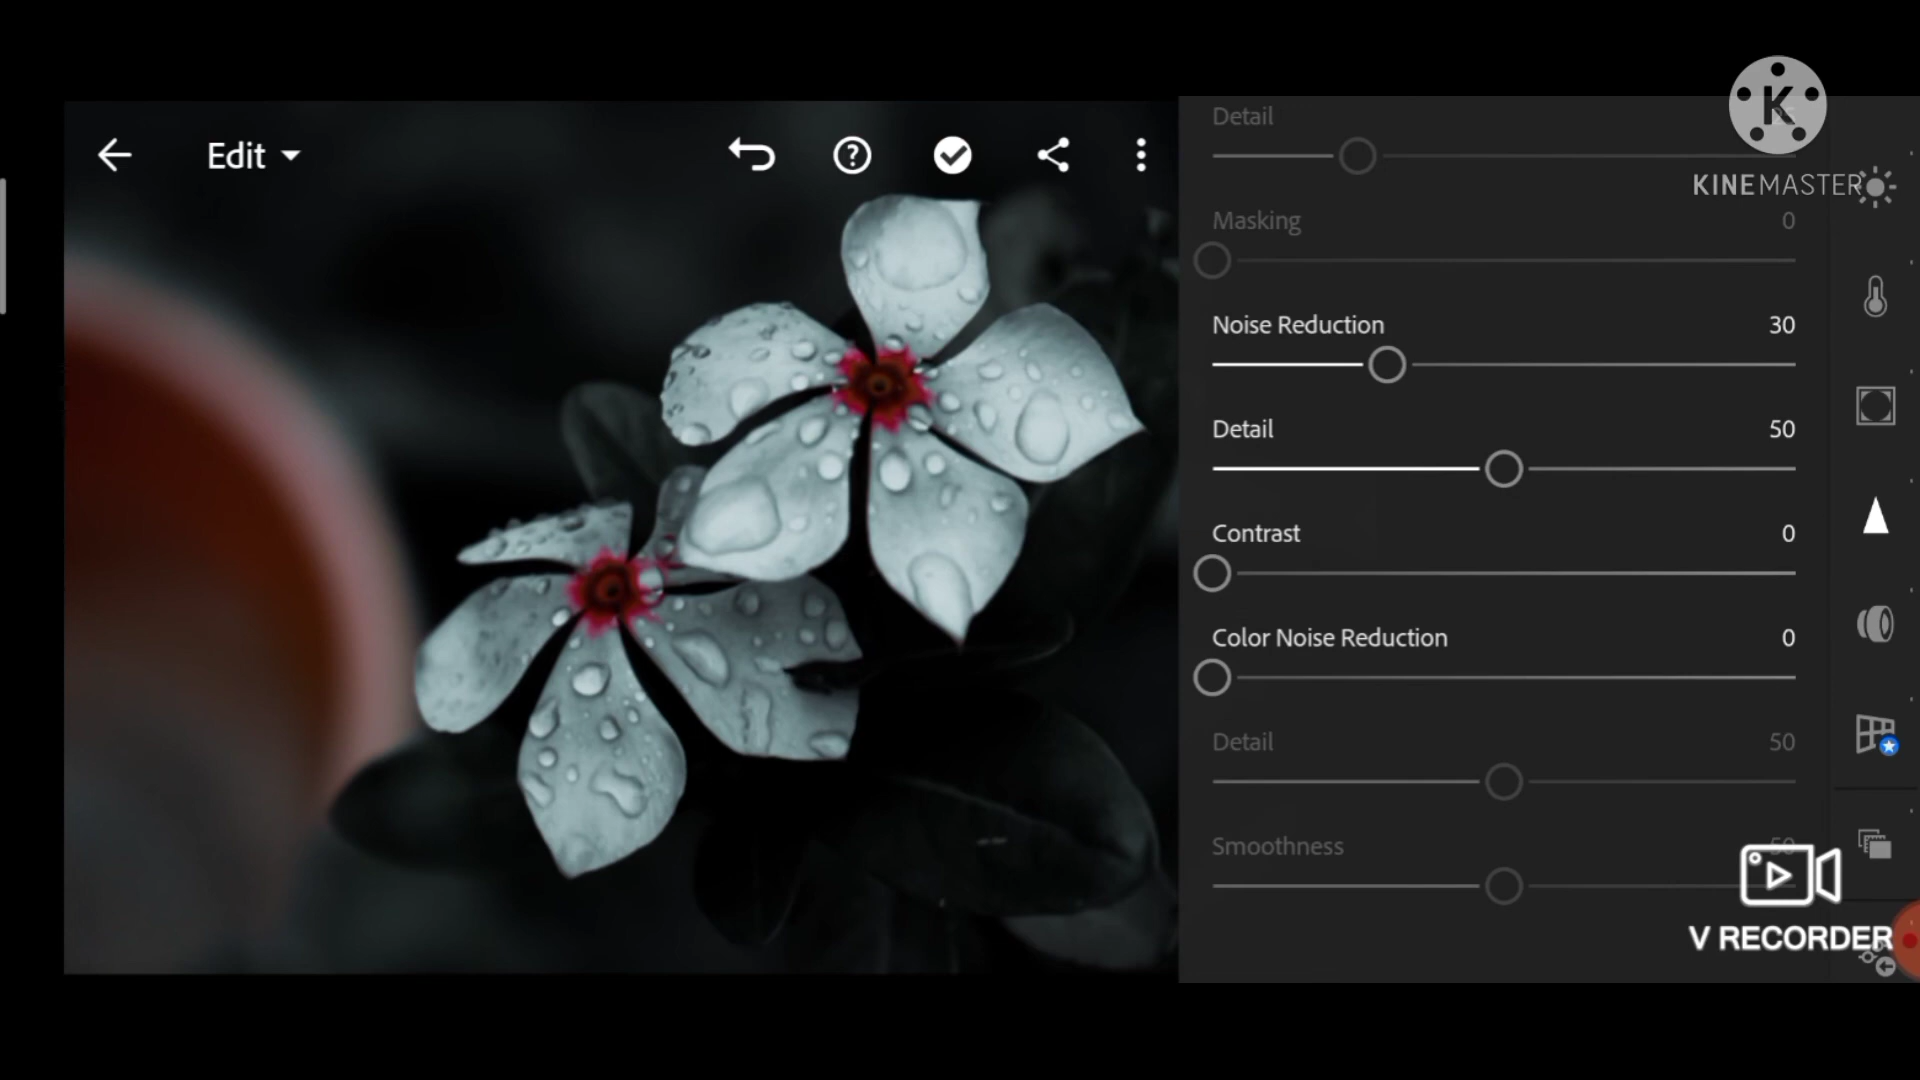 Edit
Detail
Masking 0
Noise Reduction 30
Detail 50
Contrast 0
Color Noise Reduction 0
Detail 50
Smoothness 50
K
KINEMASTER
V RECORDER